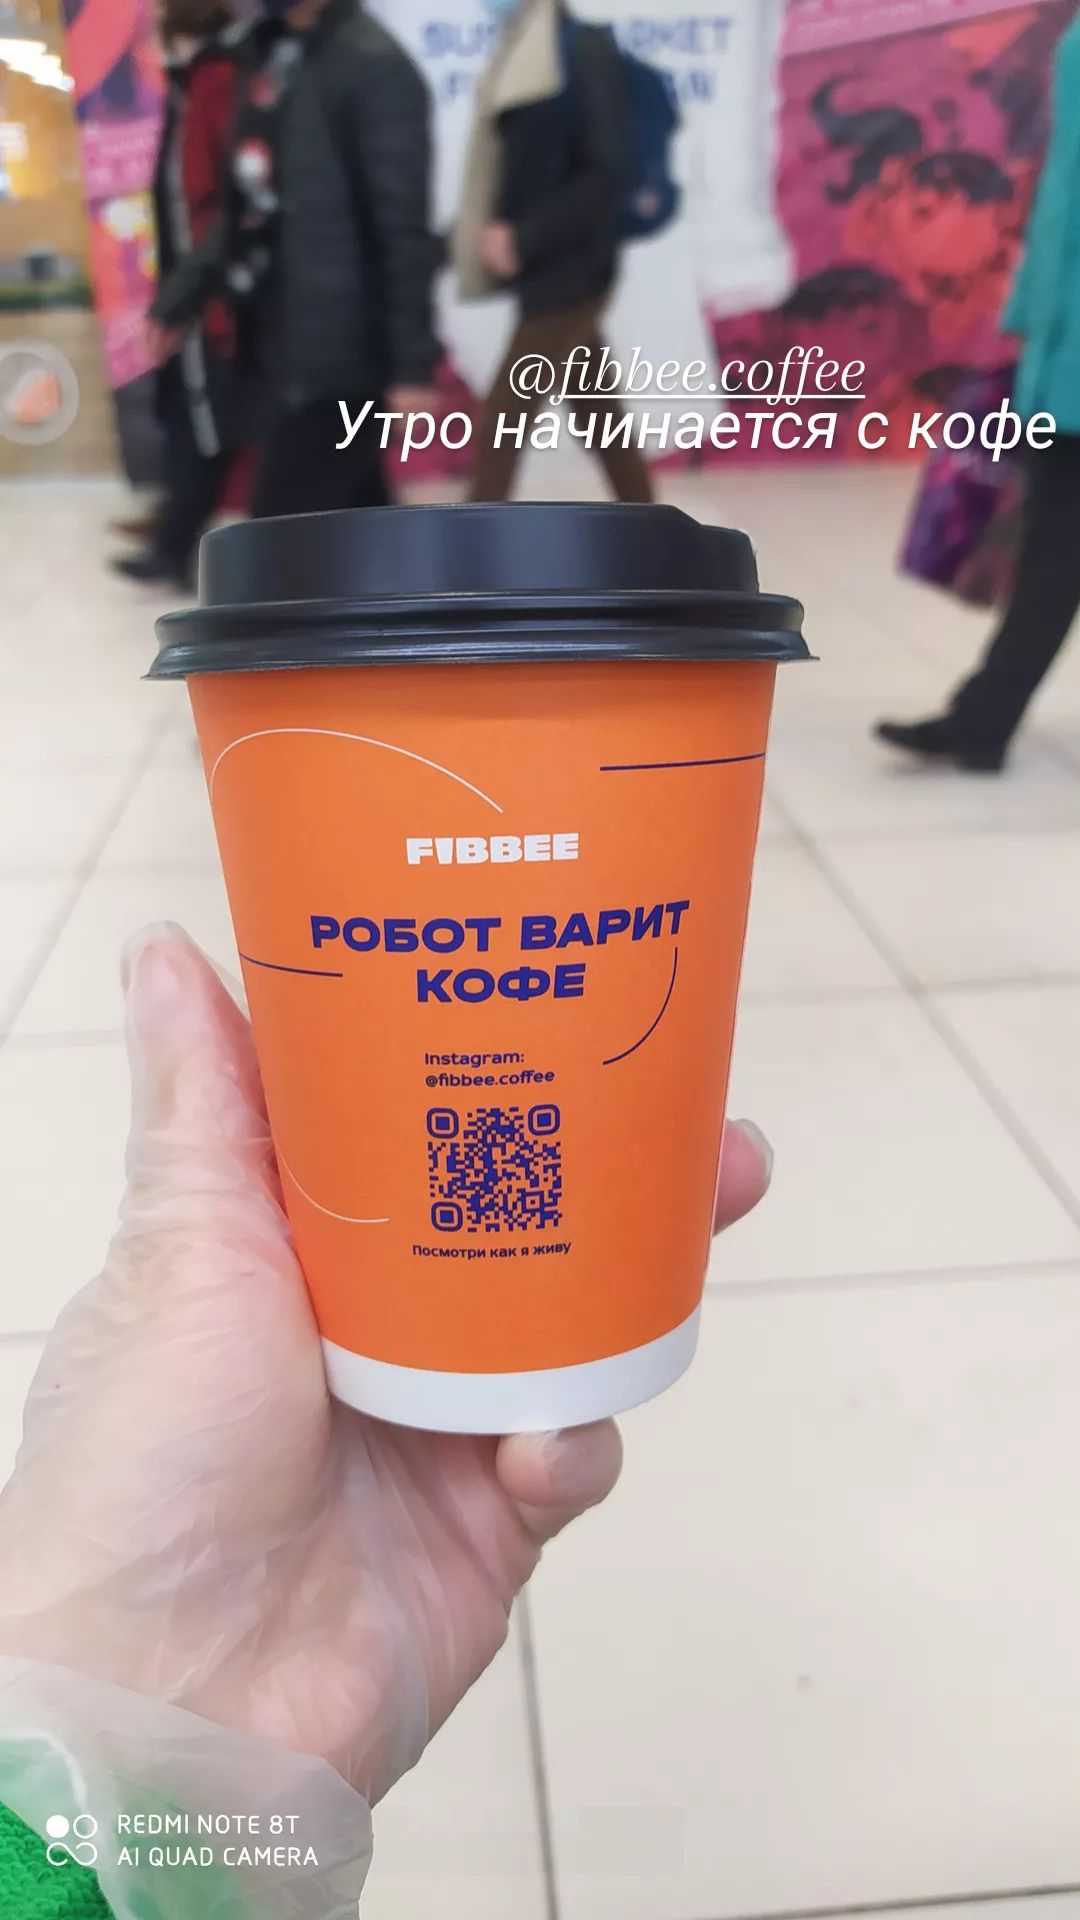 @fibbee.coffee
Утро начинается с кофе
FIBBEE
РОБОТ ВАРИТ
КОФЕ
Instagram:
@fibbee.coffee
Посмотри как я живу
REDMI NOTE 8T
AI QUAD CAMERA